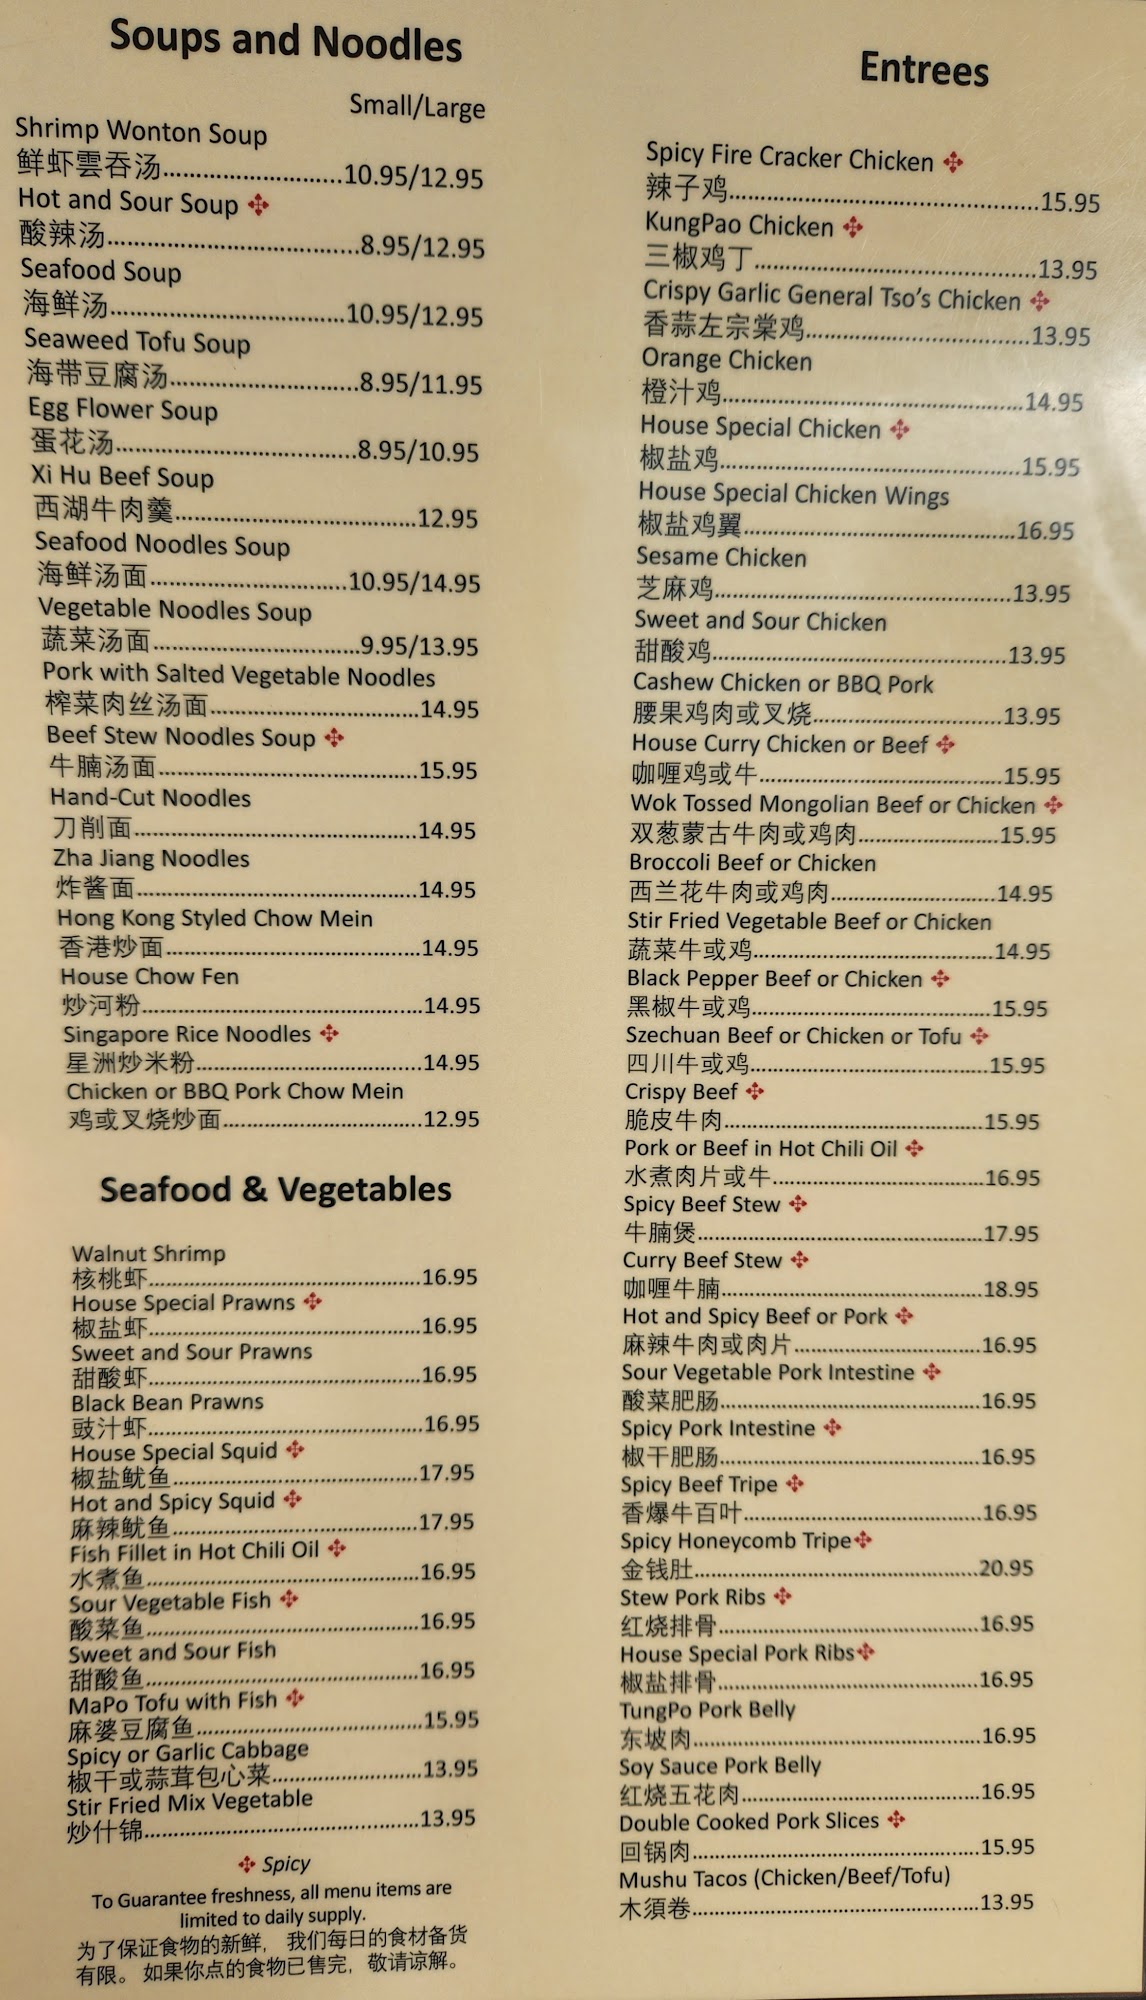 Soups and Noodles
Small/Large
Shrimp Wonton Soup
鲜虾雲吞汤..........................10.95/12.95
Hot and Sour Soup
酸辣汤....................................8.95/12.95
Seafood Soup
海鲜汤..................................10.95/12.95
Seaweed Tofu Soup
海带豆腐汤...........................8.95/11.95
Egg Flower Soup
蛋花汤...................................8.95/10.95
Xi Hu Beef Soup
西湖牛肉羹...................................12.95
Seafood Noodles Soup
海鲜汤面.............................10.95/14.95
Vegetable Noodles Soup
蔬菜汤面..............................9.95/13.95
Pork with Salted Vegetable Noodles
榨菜肉丝汤面...............................14.95
Beef Stew Noodles Soup
牛腩汤面......................................15.95
Hand-Cut Noodles
刀削面..........................................14.95
Zha Jiang Noodles
炸酱面..........................................14.95
Hong Kong Styled Chow Mein
香港炒面......................................14.95
House Chow Fen
炒河粉..........................................14.95
Singapore Rice Noodles
星洲炒米粉..................................14.95
Chicken or BBQ Pork Chow Mein
鸡或叉烧炒面..............................12.95
Seafood & Vegetables
Walnut Shrimp
核桃虾..........................................16.95
House Special Prawns
椒盐虾..........................................16.95
Sweet and Sour Prawns
甜酸虾..........................................16.95
Black Bean Prawns
豉汁虾..........................................16.95
House Special Squid
椒盐鱿鱼......................................17.95
Hot and Spicy Squid
麻辣鱿鱼......................................17.95
Fish Fillet in Hot Chili Oil
水煮鱼..........................................16.95
Sour Vegetable Fish
酸菜鱼..........................................16.95
Sweet and Sour Fish
甜酸鱼..........................................16.95
MaPo Tofu with Fish
麻婆豆腐鱼..................................15.95
Spicy or Garlic Cabbage
椒干或蒜茸包心菜.......................13.95
Stir Fried Mix Vegetable
炒什锦..........................................13.95
Spicy
To Guarantee freshness, all menu items are
limited to daily supply.
为了保证食物的新鲜， 我们每日的食材备货
有限。 如果你点的食物已售完，敬请谅解。
Entrees
Spicy Fire Cracker Chicken
辣子鸡..............................................15.95
KungPao Chicken
三椒鸡丁..........................................13.95
Crispy Garlic General Tso's Chicken
香蒜左宗棠鸡..................................13.95
Orange Chicken
橙汁鸡..............................................14.95
House Special Chicken
椒盐鸡..............................................15.95
House Special Chicken Wings
椒盐鸡翼..........................................16.95
Sesame Chicken
芝麻鸡..............................................13.95
Sweet and Sour Chicken
甜酸鸡..............................................13.95
Cashew Chicken or BBQ Pork
腰果鸡肉或叉烧.............................13.95
House Curry Chicken or Beef
咖喱鸡或牛.....................................15.95
Wok Tossed Mongolian Beef or Chicken
双葱蒙古牛肉或鸡肉.....................15.95
Broccoli Beef or Chicken
西兰花牛肉或鸡肉.........................14.95
Stir Fried Vegetable Beef or Chicken
蔬菜牛或鸡.....................................14.95
Black Pepper Beef or Chicken
黑椒牛或鸡.....................................15.95
Szechuan Beef or Chicken or Tofu
四川牛或鸡.....................................15.95
Crispy Beef
脆皮牛肉.........................................15.95
Pork or Beef in Hot Chili Oil
水煮肉片或牛.................................16.95
Spicy Beef Stew
牛腩煲.............................................17.95
Curry Beef Stew
咖喱牛腩.........................................18.95
Hot and Spicy Beef or Pork
麻辣牛肉或肉片.............................16.95
Sour Vegetable Pork Intestine
酸菜肥肠.........................................16.95
Spicy Pork Intestine
椒干肥肠.........................................16.95
Spicy Beef Tripe
香爆牛百叶.....................................16.95
Spicy Honeycomb Tripe
金钱肚.............................................20.95
Stew Pork Ribs
红烧排骨.........................................16.95
House Special Pork Ribs
椒盐排骨.........................................16.95
TungPo Pork Belly
东坡肉.............................................16.95
Soy Sauce Pork Belly
红烧五花肉.....................................16.95
Double Cooked Pork Slices
回锅肉.............................................15.95
Mushu Tacos (Chicken/Beef/Tofu)
木須卷.............................................13.95